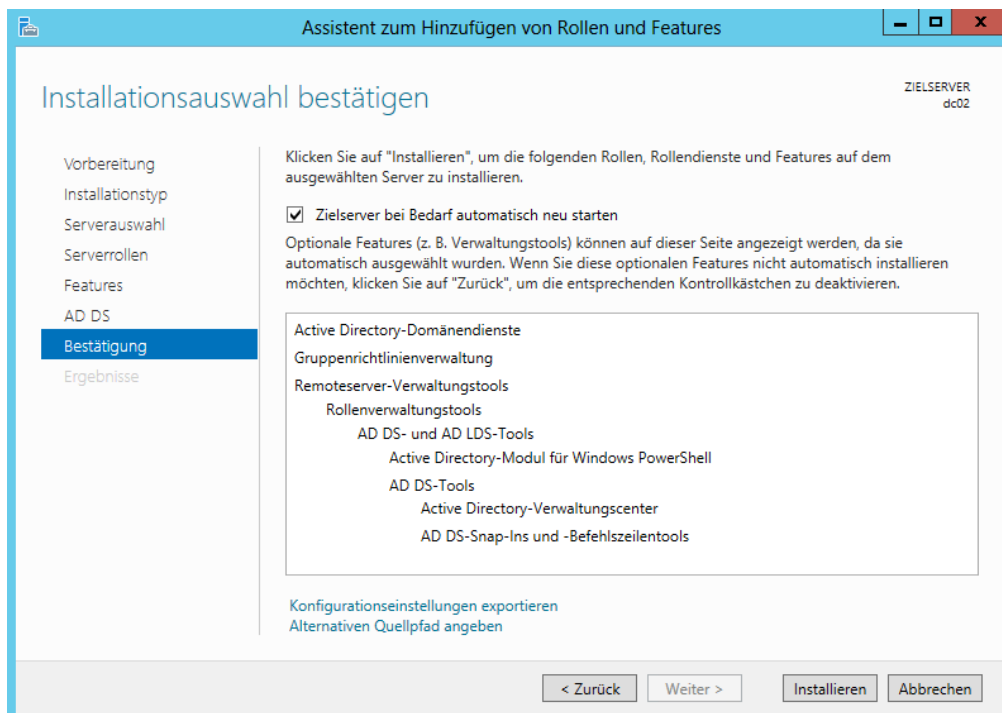 Assistent zum Hinzufügen von Rollen und Features
Installationsauswahl bestätigen
ZIELSERVER
dc02
Vorbereitung
Installationstyp
Serverauswahl
Serverrollen
Features
AD DS
Bestätigung
Ergebnisse
Klicken Sie auf "Installieren", um die folgenden Rollen, Rollendienste und Features auf dem
ausgewählten Server zu installieren.
Zielserver bei Bedarf automatisch neu starten
Optionale Features (z. B. Verwaltungstools) können auf dieser Seite angezeigt werden, da sie
automatisch ausgewählt wurden. Wenn Sie diese optionalen Features nicht automatisch installieren
möchten, klicken Sie auf "Zurück", um die entsprechenden Kontrollkästchen zu deaktivieren.
Active Directory-Domänendienste
Gruppenrichtlinienverwaltung
Remoteserver-Verwaltungstools
Rollenverwaltungstools
AD DS- und AD LDS-Tools
Active Directory-Modul für Windows PowerShell
AD DS-Tools
Active Directory-Verwaltungscenter
AD DS-Snap-Ins und -Befehlszeilentools
Konfigurationseinstellungen exportieren
Alternativen Quellpfad angeben
< Zurück
Weiter >
Installieren
Abbrechen